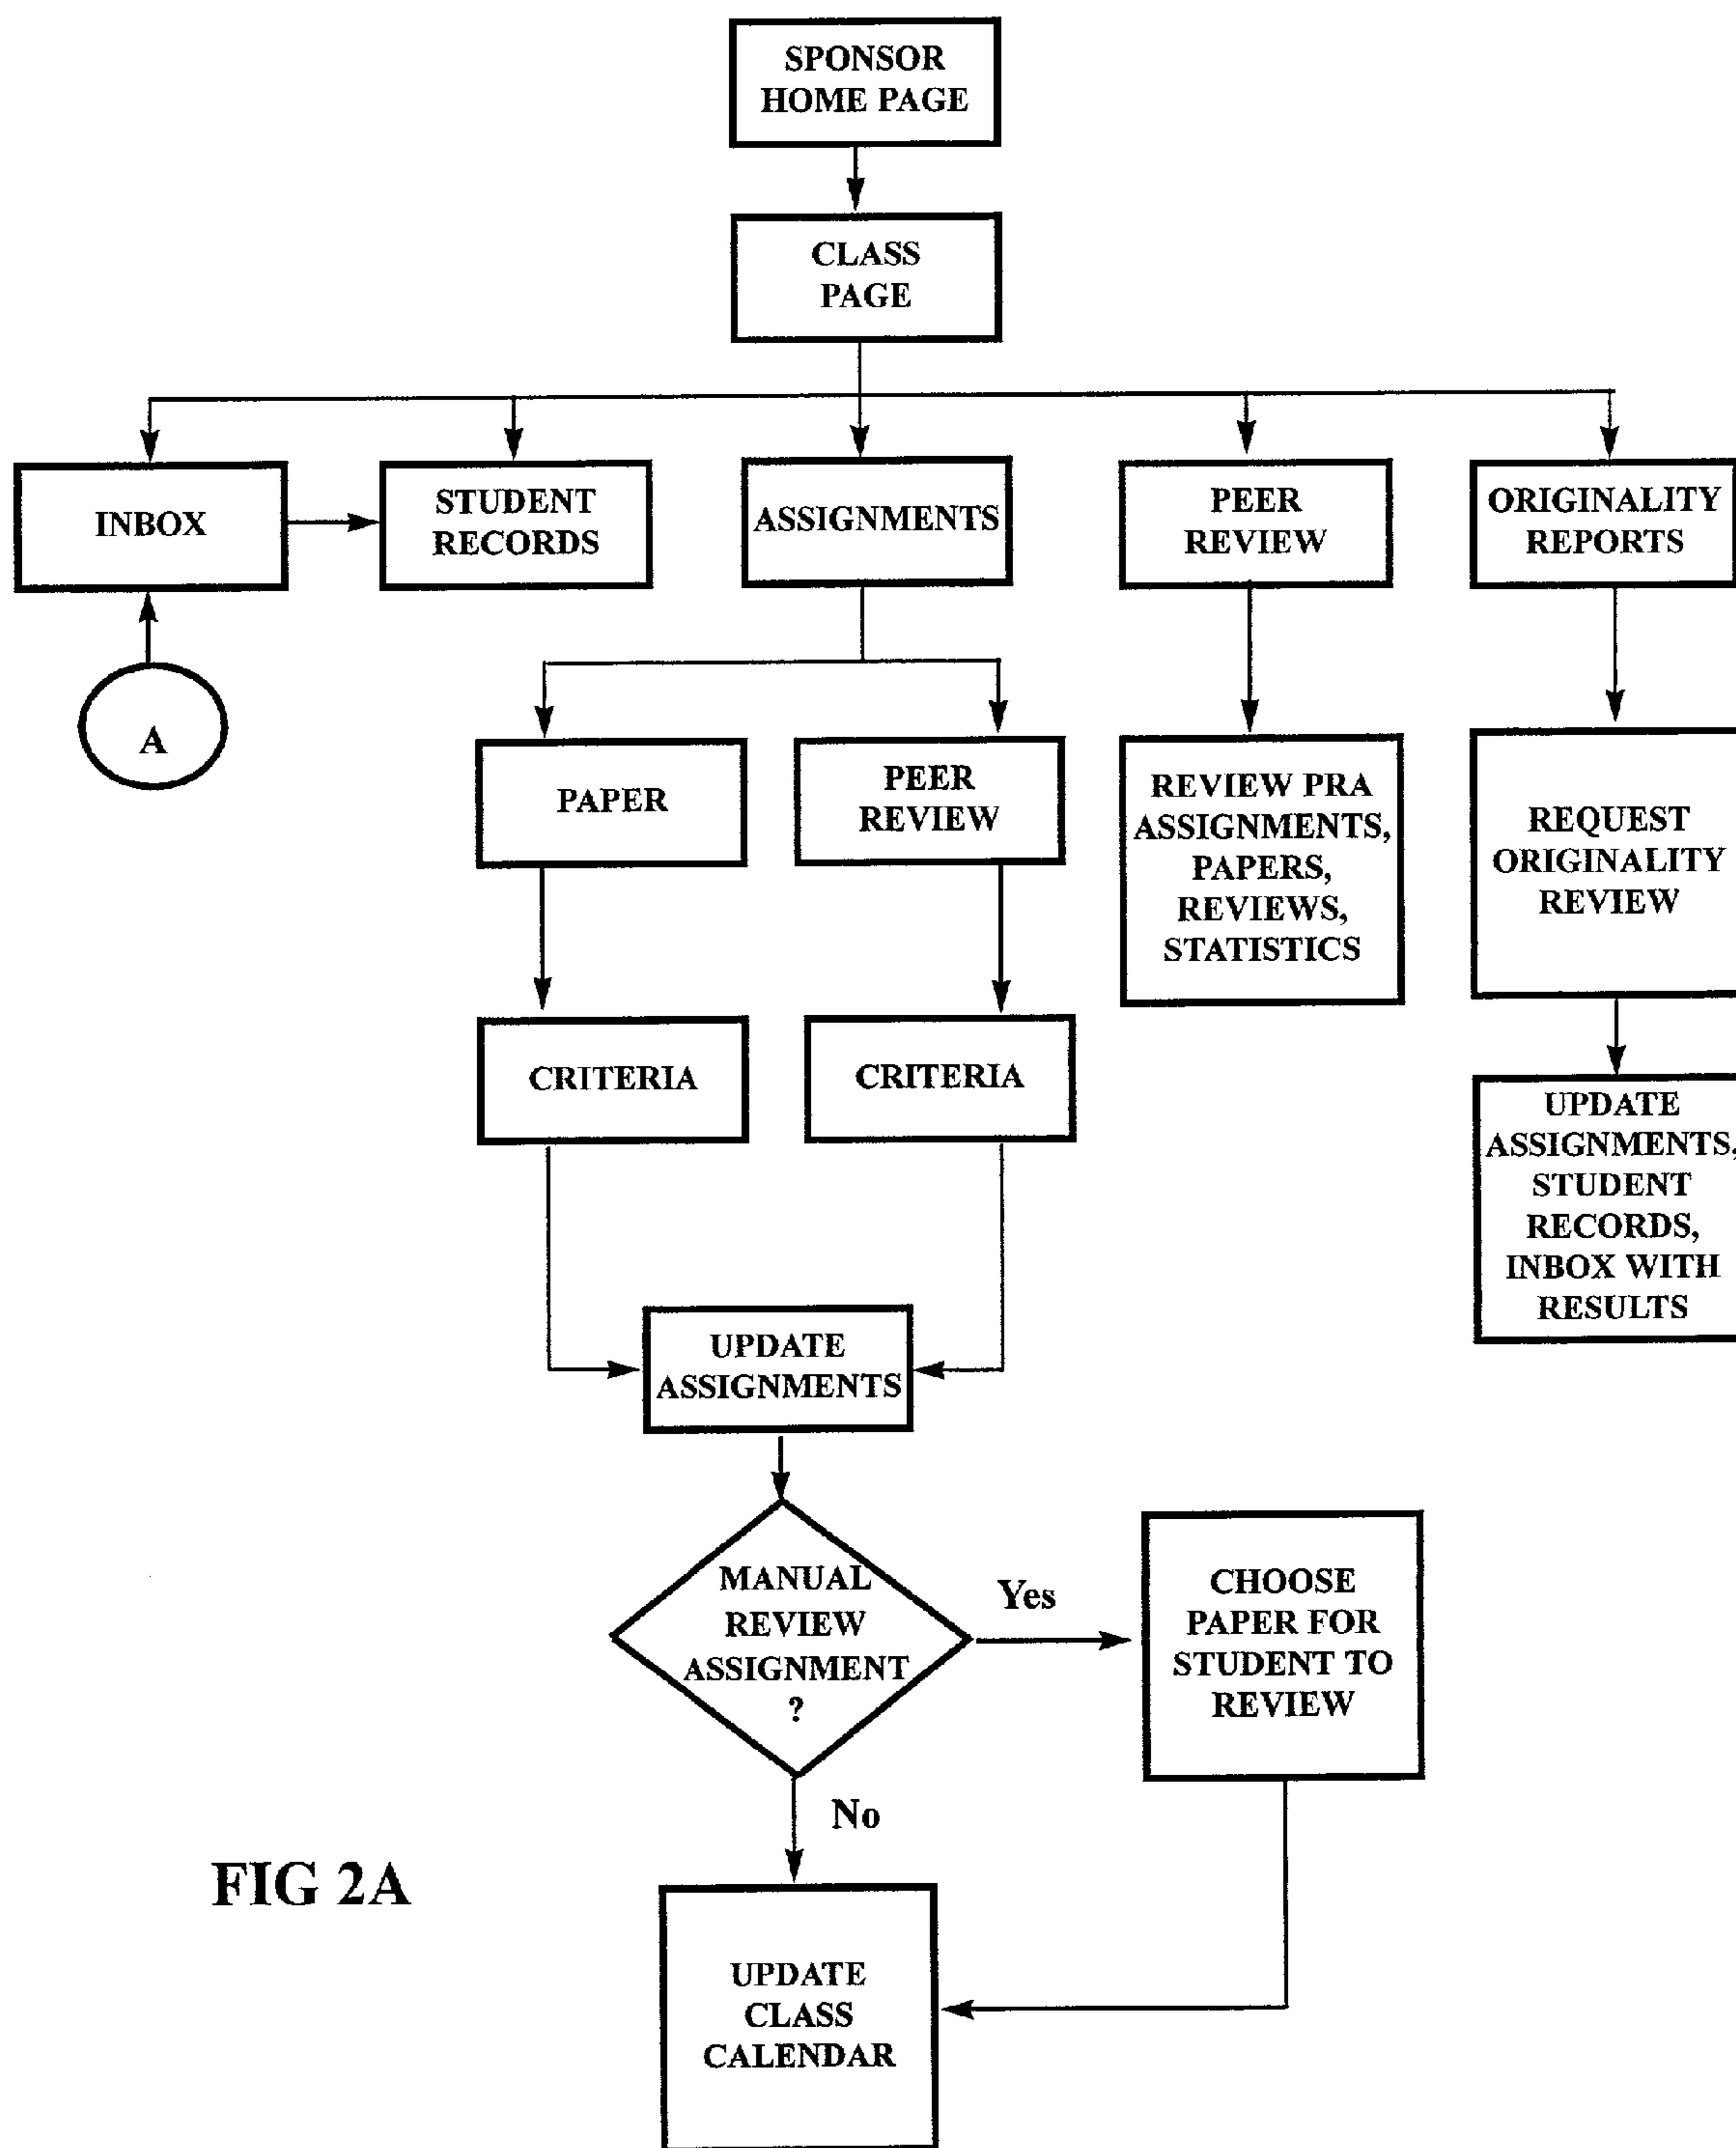 SPONSOR
HOME PAGE
CLASS
PAGE
INBOX
STUDENT
RECORDS
ASSIGNMENTS
PEER
REVIEW
ORIGINALITY
REPORTS
A
PAPER
PEER
REVIEW
REVIEW PRA
ASSIGNMENTS,
PAPERS,
REVIEWS,
STATISTICS
REQUEST
ORIGINALITY
REVIEW
CRITERIA
CRITERIA
UPDATE
ASSIGNMENTS,
STUDENT
RECORDS,
INBOX WITH
RESULTS
UPDATE
ASSIGNMENTS
MANUAL
REVIEW
ASSIGNMENT
?
Yes
CHOOSE
PAPER FOR
STUDENT TO
REVIEW
No
FIG 2A
UPDATE
CLASS
CALENDAR